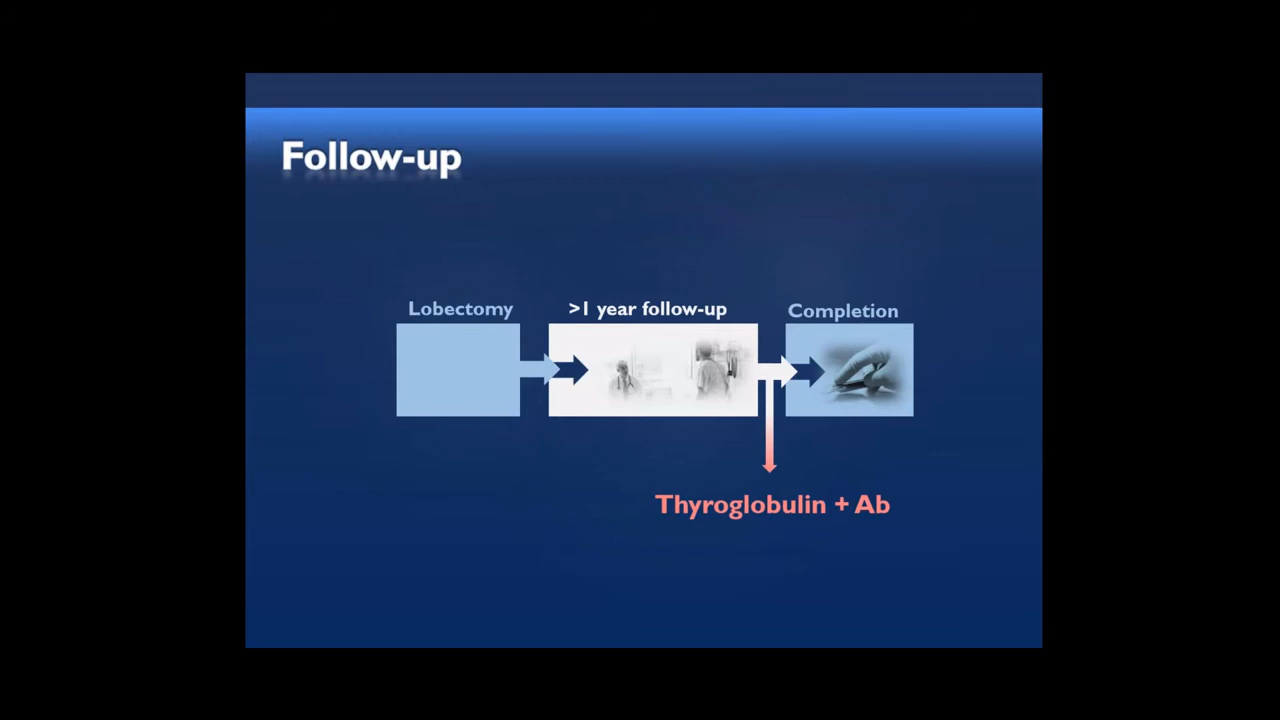 Follow-up
Lobectomy
>1 year follow-up
Completion
Thyroglobulin + Ab